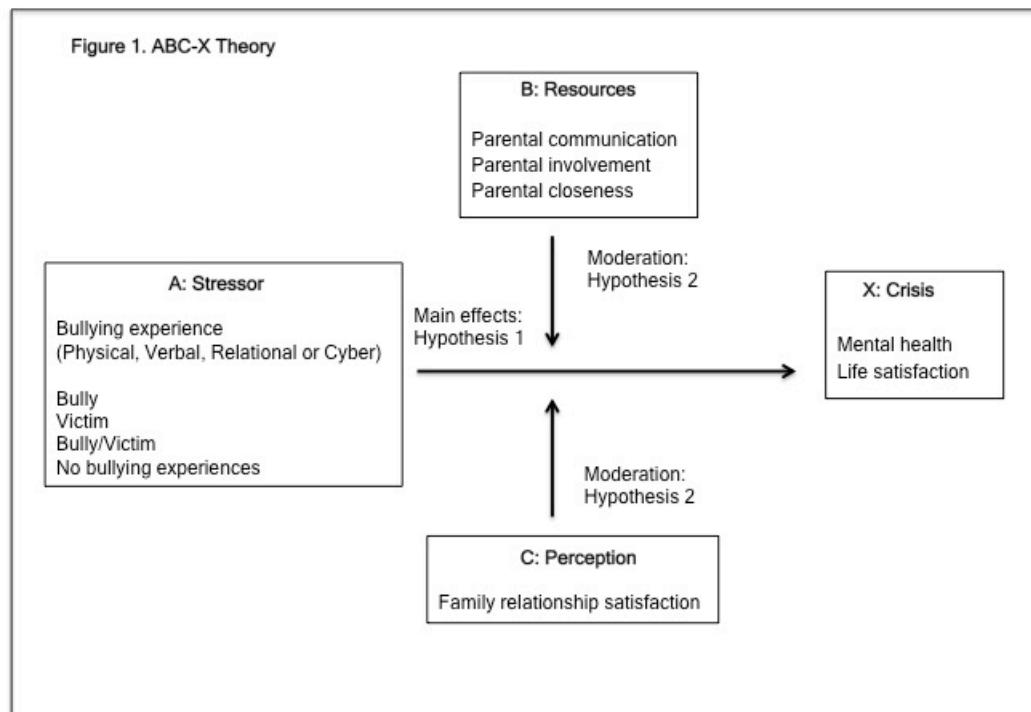 Figure 1. ABC-X Theory
B: Resources
Parental communication
Parental involvement
Parental closeness
Moderation:
Hypothesis 2
A: Stressor
Bullying experience
(Physical, Verbal, Relational or Cyber)
Bully
Victim
Bully/Victim
No bullying experiences
Main effects:
Hypothesis 1
X: Crisis
Mental health
Life satisfaction
Moderation:
Hypothesis 2
C: Perception
Family relationship satisfaction